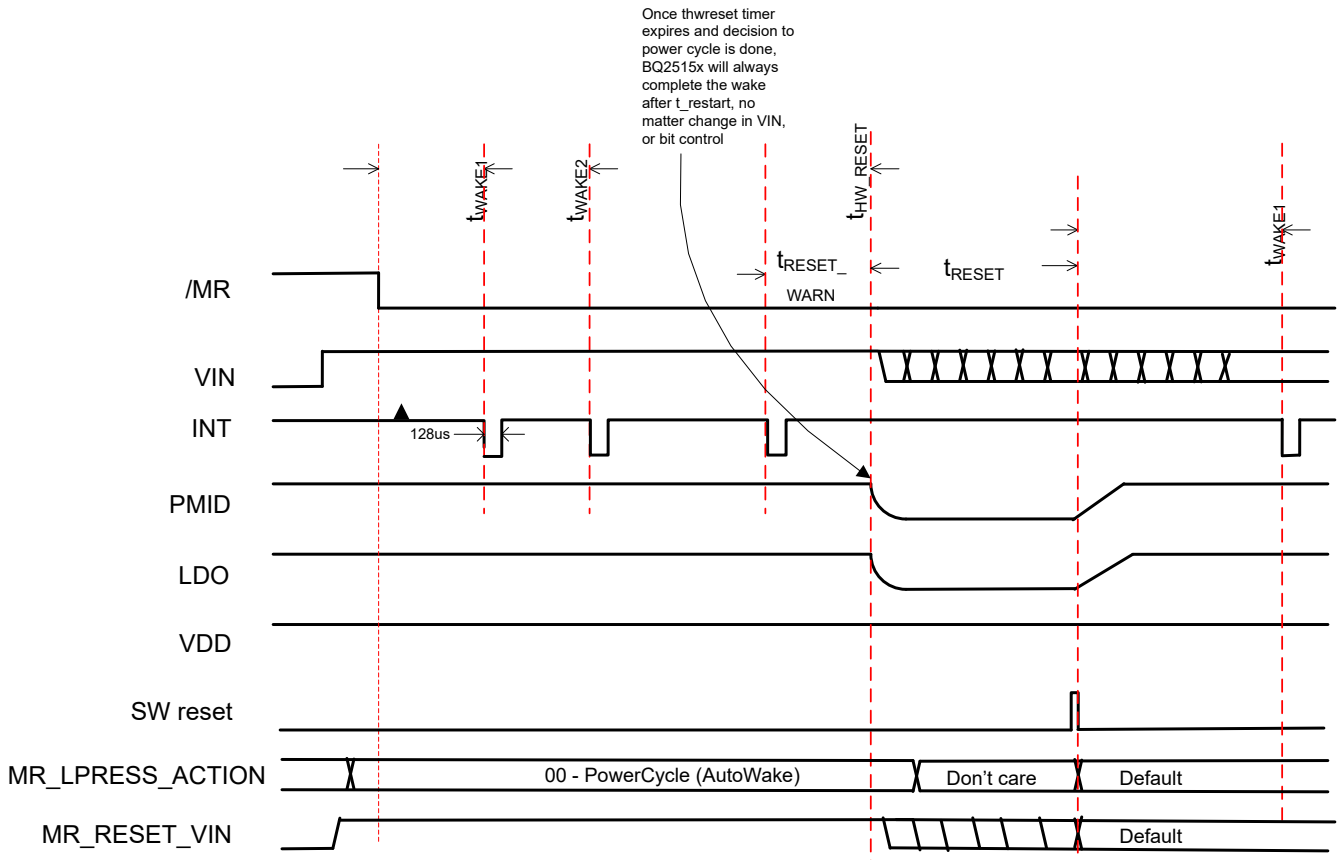 Once thwreset timer
expires and decision to
power cycle is done,
BQ2515x will always
complete the wake
after t_restart, no
matter change in VIN,
or bit control
tWAKE1
tWAKE2
tHW_RESET
tWAKE1
tRESET_
WARN
tRESET
/MR
VIN
INT
128us
PMID
LDO
VDD
SW reset
MR_LPRESS_ACTION
00 - PowerCycle (AutoWake)
Don't care
Default
MR_RESET_VIN
Default